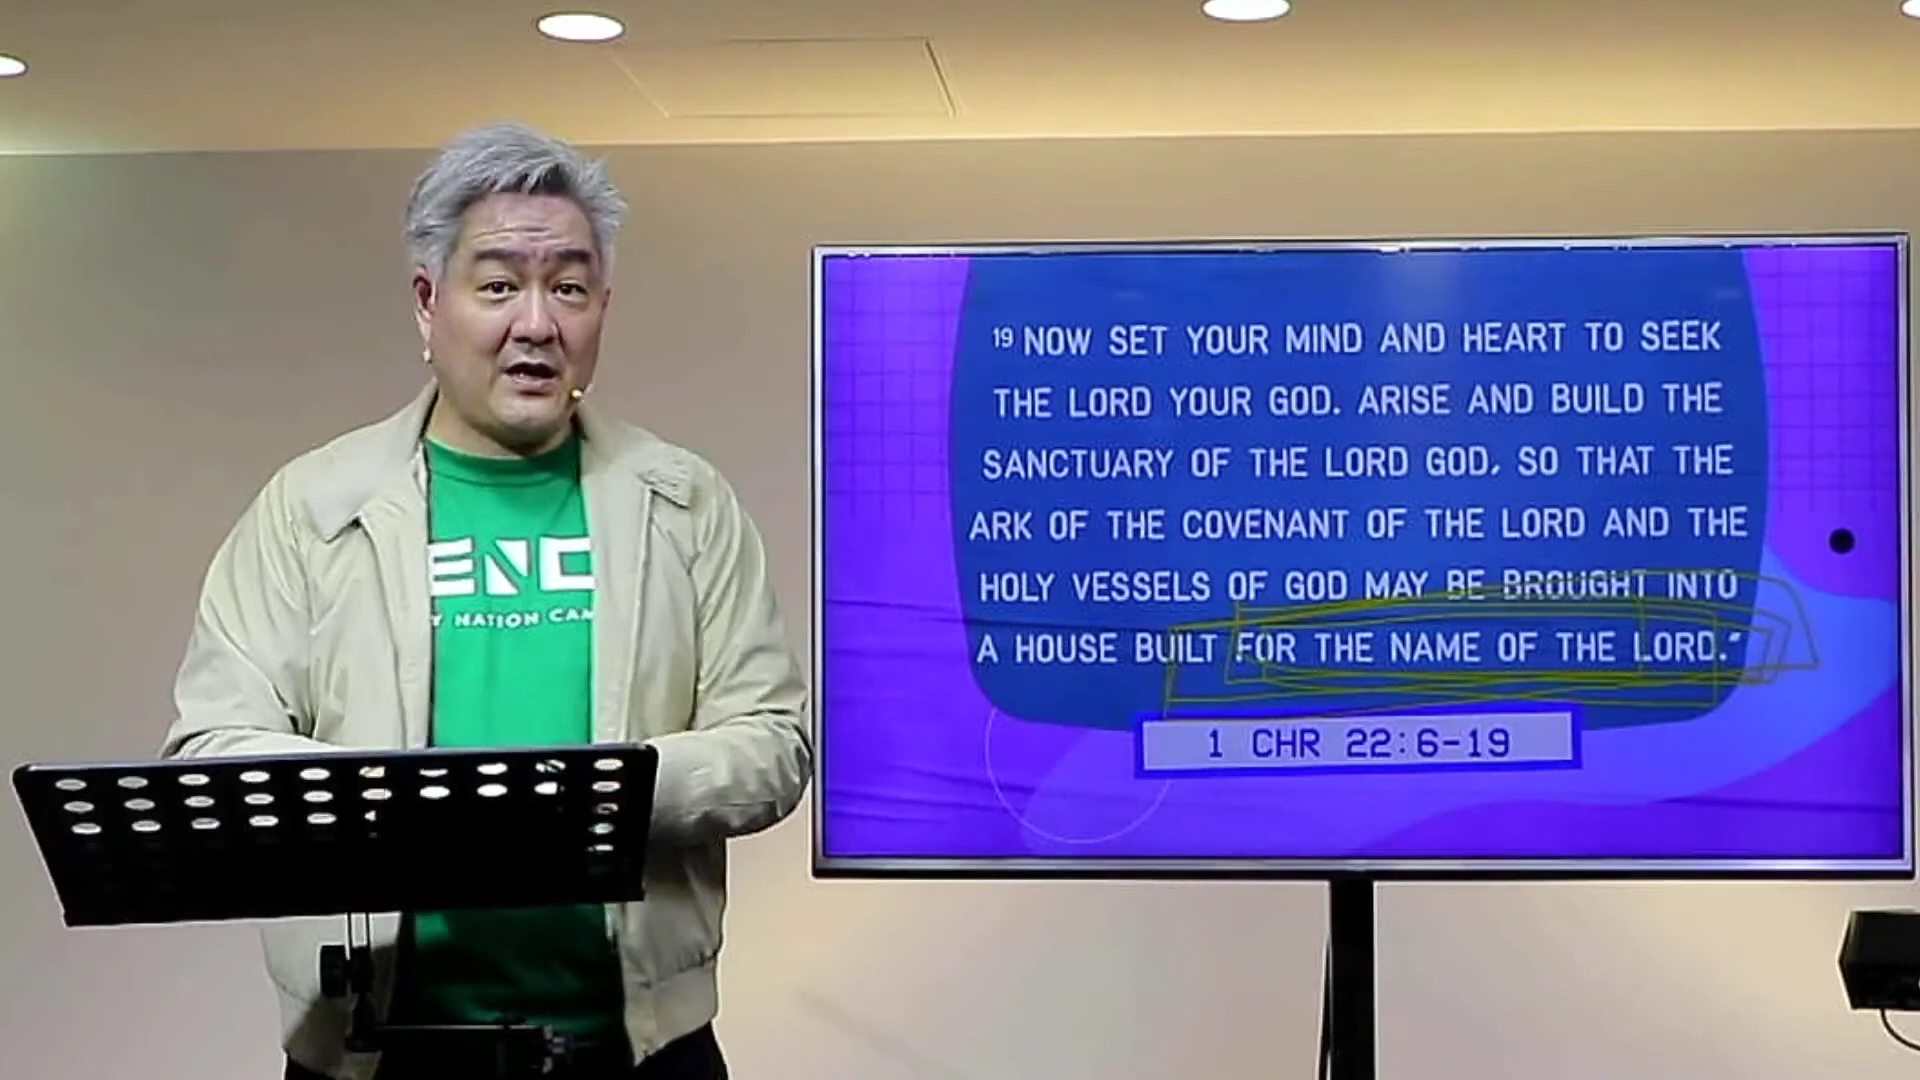 ¹⁹ NOW SET YOUR MIND AND HEART TO SEEK
THE LORD YOUR GOD. ARISE AND BUILD THE
SANCTUARY OF THE LORD GOD, SO THAT THE
ARK OF THE COVENANT OF THE LORD AND THE
HOLY VESSELS OF GOD MAY BE BROUGHT INTO
A HOUSE BUILT FOR THE NAME OF THE LORD.”
1 CHR 22:6-19
NATION